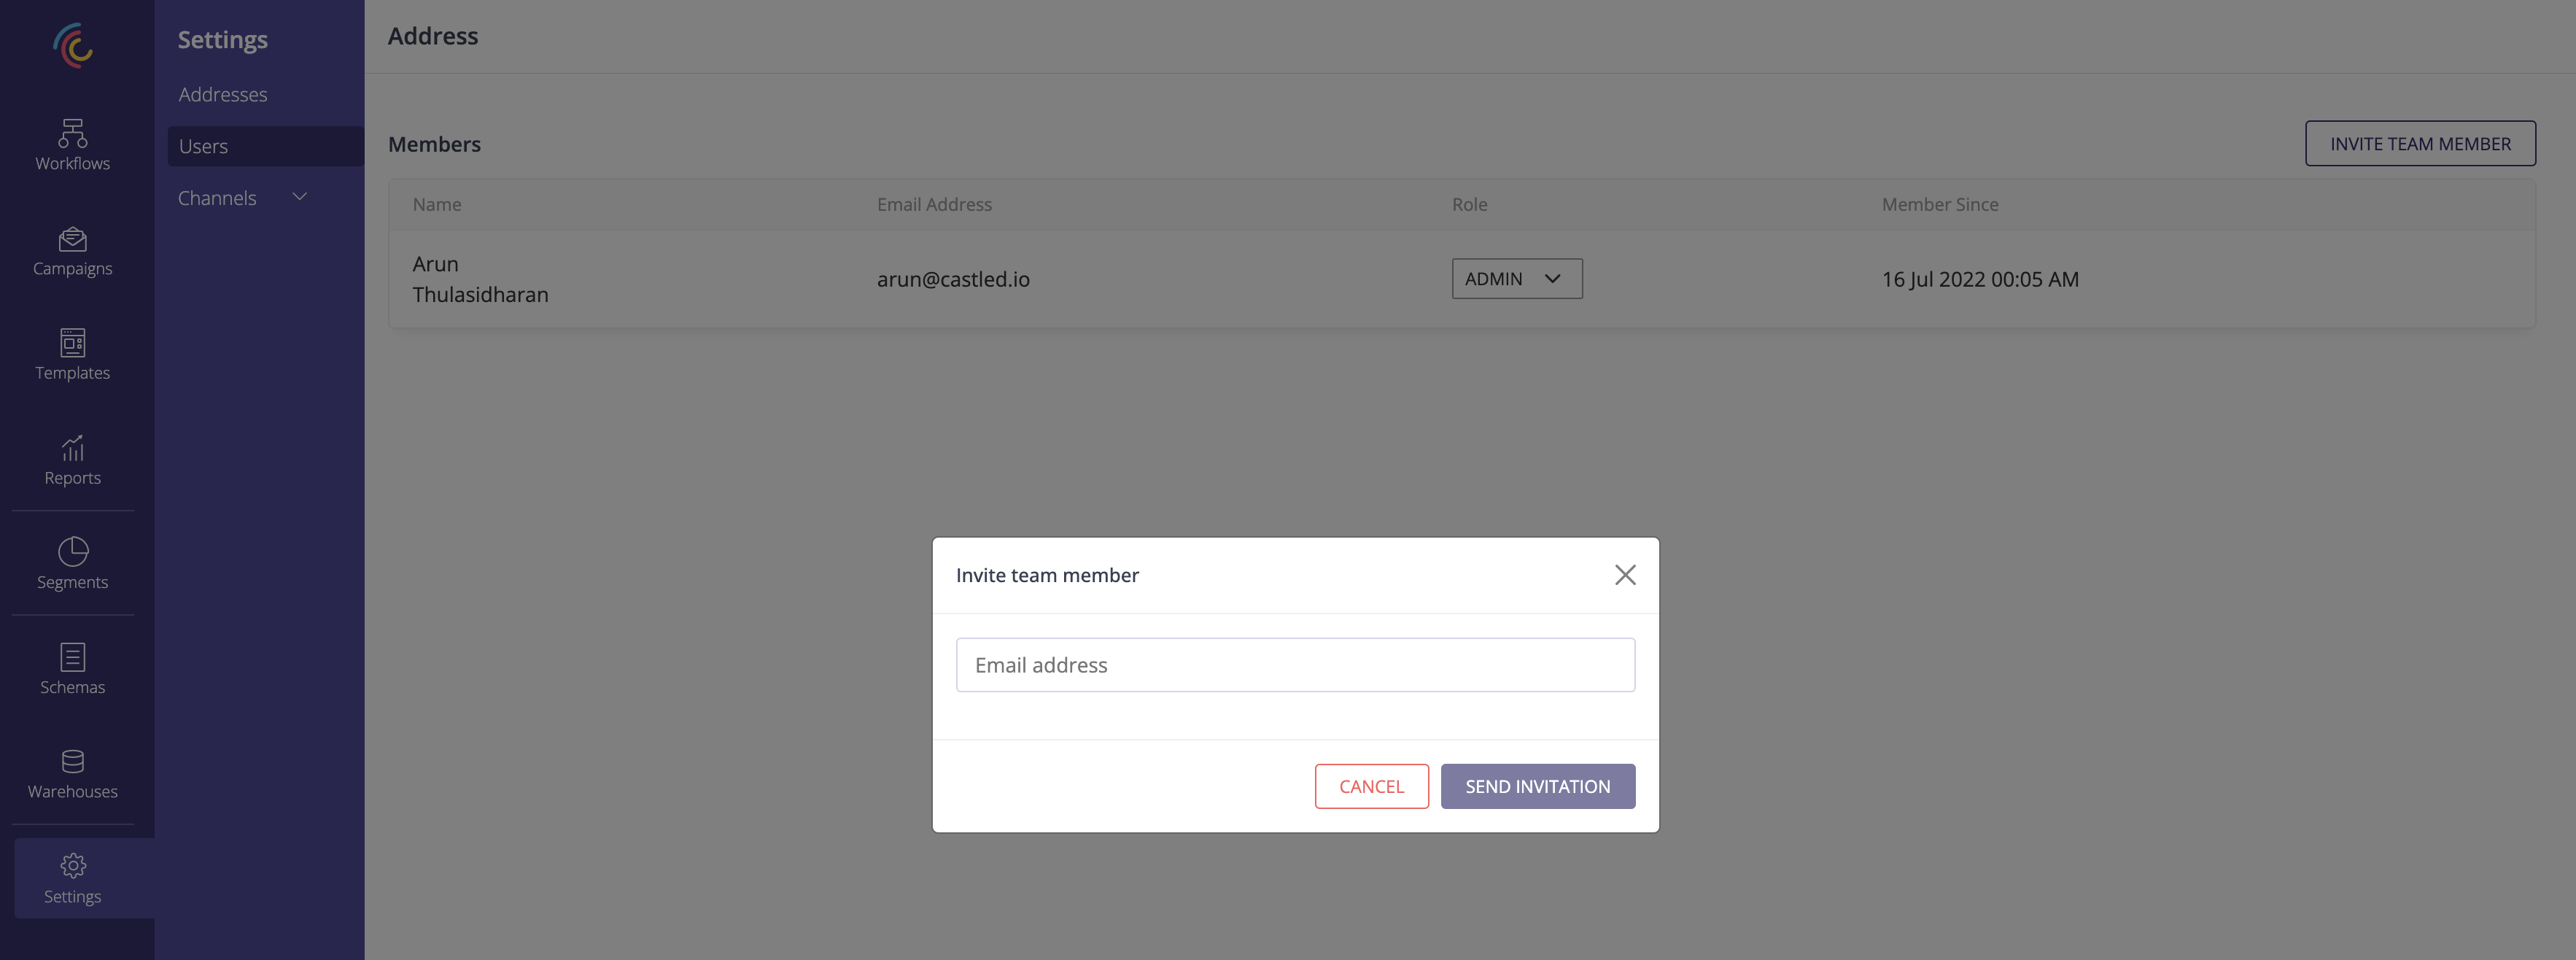 Workflows
Campaigns
Templates
Reports
Segments
Schemas
Warehouses
Settings
Settings
Addresses
Users
Channels
Address
Members
INVITE TEAM MEMBER
Name Email Address Role Member Since
Arun
Thulasidharan
arun@castled.io ADMIN 16 Jul 2022 00:05 AM
Invite team member
Email address
CANCEL SEND INVITATION